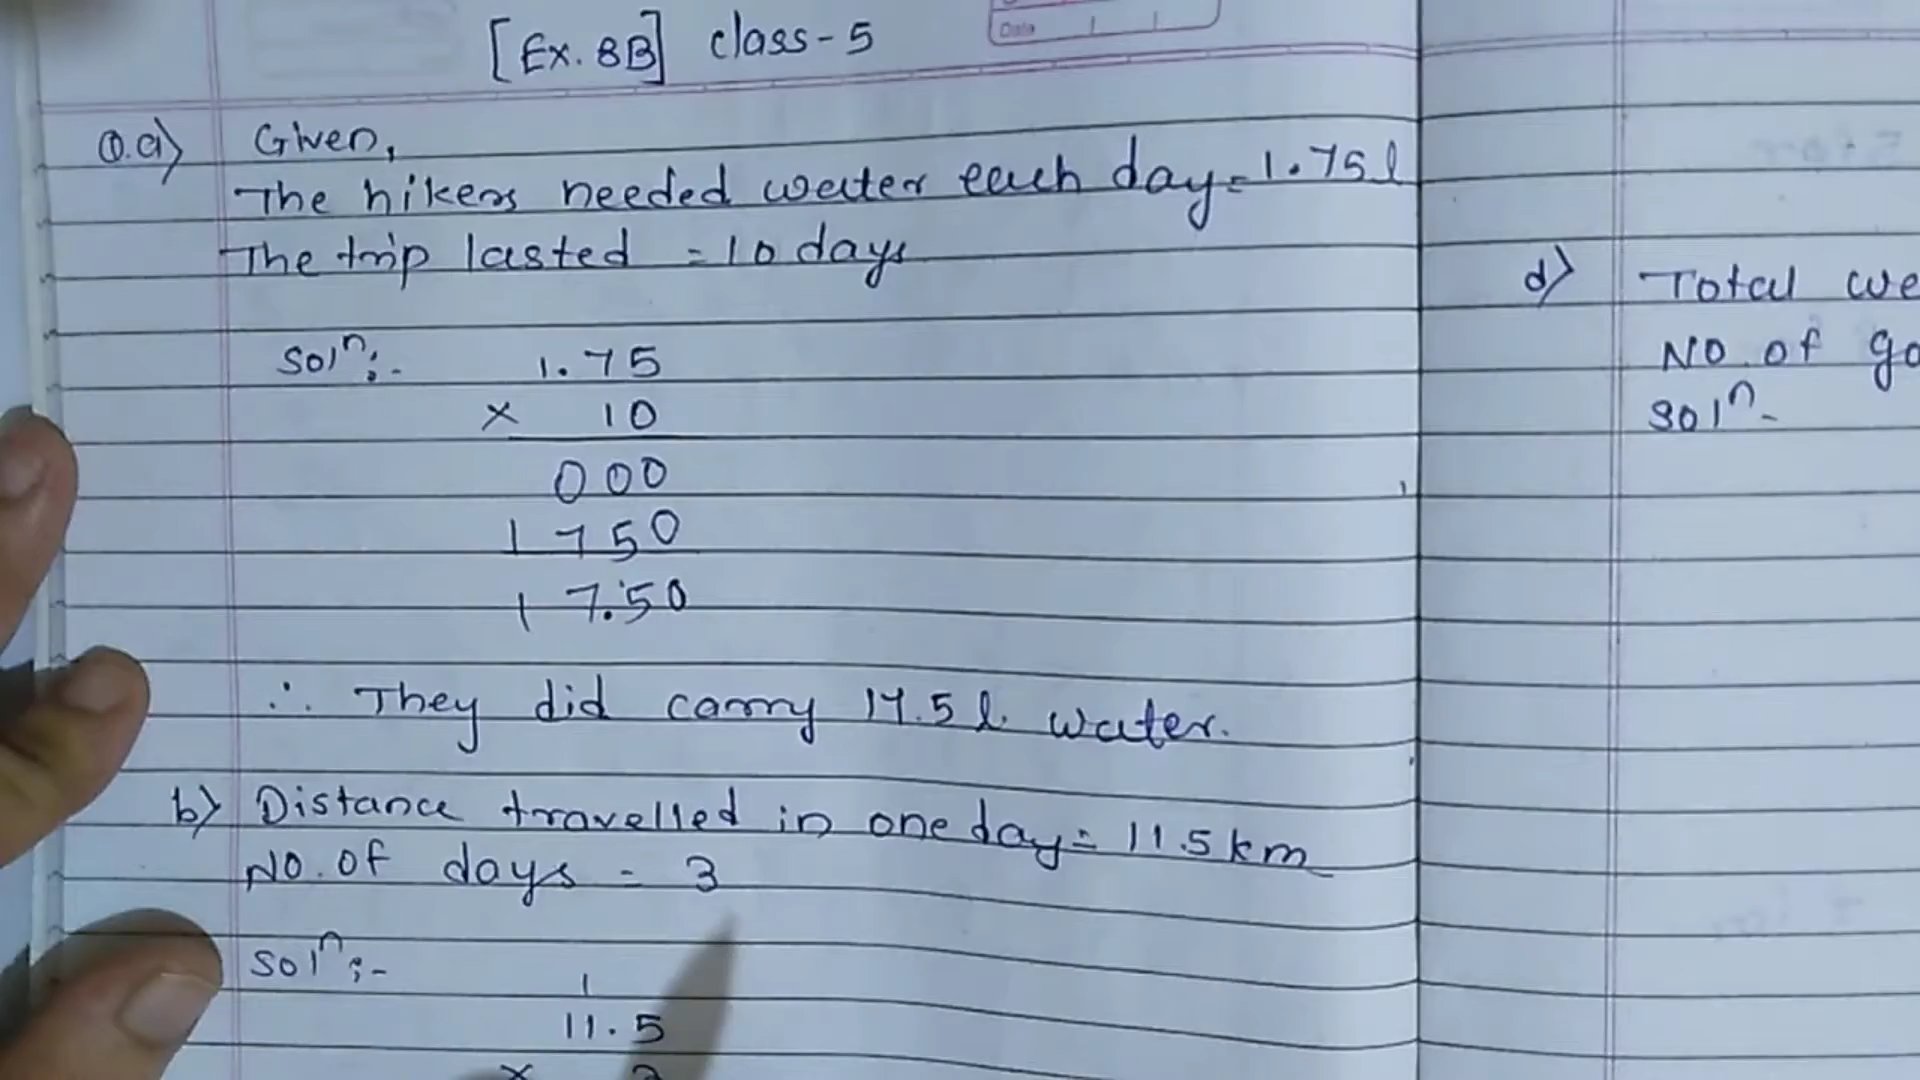 [Ex. 8B] class-5
Date
Q.a) Given,
The hikers needed water each day = 1.75 l
The trip lasted = 10 days
Solⁿ:- 1.75
× 10
000
1750
17.50
∴ They did carry 17.5 l. water.
b) Distance travelled in one day = 11.5 km
No. of days = 3
Solⁿ:-
1
11.5
×
d) Total we
No. of go
Solⁿ-